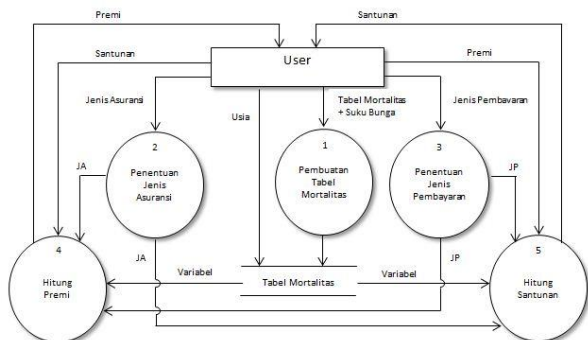 Premi
Santunan
Santunan
User
Premi
Jenis Asuransi
Usia
Tabel Mortalitas
+ Suku Bunga
Jenis Pembayaran
2
Penentuan
Jenis
Asuransi
1
Pembuatan
Tabel
Mortalitas
3
Penentuan
Jenis
Pembayaran
JA
JP
4
Hitung
Premi
JA
Variabel
Tabel Mortalitas
Variabel
JP
5
Hitung
Santunan